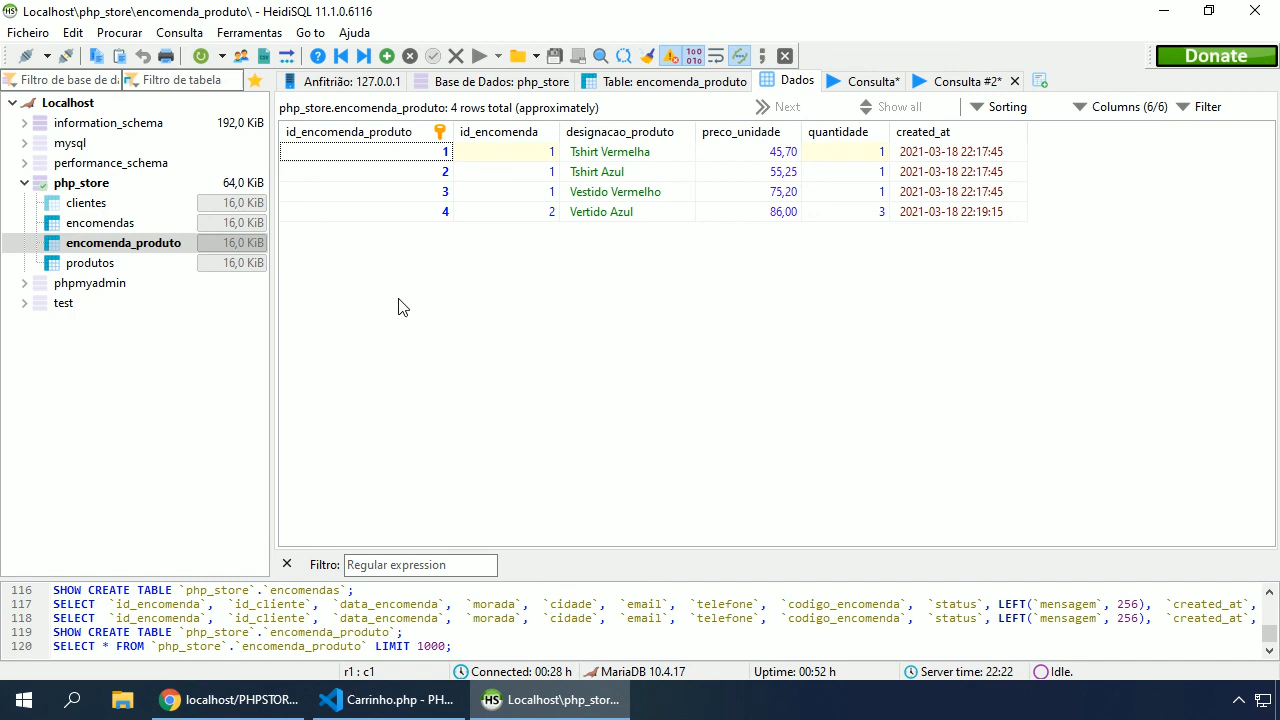 Localhost\php_store\encomenda_produto\ - HeidiSQL 11.1.0.6116
Ficheiro Edit Procurar Consulta Ferramentas Go to Ajuda
Donate
Filtro de base de d Filtro de tabela
Anfitrião: 127.0.0.1 Base de Dados: php_store Table: encomenda_produto Dados Consulta* Consulta #2*
Localhost
information_schema 192,0 KiB
mysql
performance_schema
php_store 64,0 KiB
clientes 16,0 KiB
encomendas 16,0 KiB
encomenda_produto 16,0 KiB
produtos 16,0 KiB
phpmyadmin
test
php_store.encomenda_produto: 4 rows total (approximately) Next Show all Sorting Columns (6/6) Filter
id_encomenda_produto id_encomenda designacao_produto preco_unidade quantidade created_at
1 1 Tshirt Vermelha 45,70 1 2021-03-18 22:17:45
2 1 Tshirt Azul 55,25 1 2021-03-18 22:17:45
3 1 Vestido Vermelho 75,20 1 2021-03-18 22:17:45
4 2 Vertido Azul 86,00 3 2021-03-18 22:19:15
Filtro: Regular expression
116 SHOW CREATE TABLE `php_store`.`encomendas`;
117 SELECT `id_encomenda`, `id_cliente`, `data_encomenda`, `morada`, `cidade`, `email`, `telefone`, `codigo_encomenda`, `status`, LEFT(`mensagem`, 256), `created_at`,
118 SELECT `id_encomenda`, `id_cliente`, `data_encomenda`, `morada`, `cidade`, `email`, `telefone`, `codigo_encomenda`, `status`, LEFT(`mensagem`, 256), `created_at`,
119 SHOW CREATE TABLE `php_store`.`encomenda_produto`;
120 SELECT * FROM `php_store`.`encomenda_produto` LIMIT 1000;
r1 : c1 Connected: 00:28 h MariaDB 10.4.17 Uptime: 00:52 h Server time: 22:22 Idle.
localhost/PHPSTOR... Carrinho.php - PH... HS Localhost\php_stor...